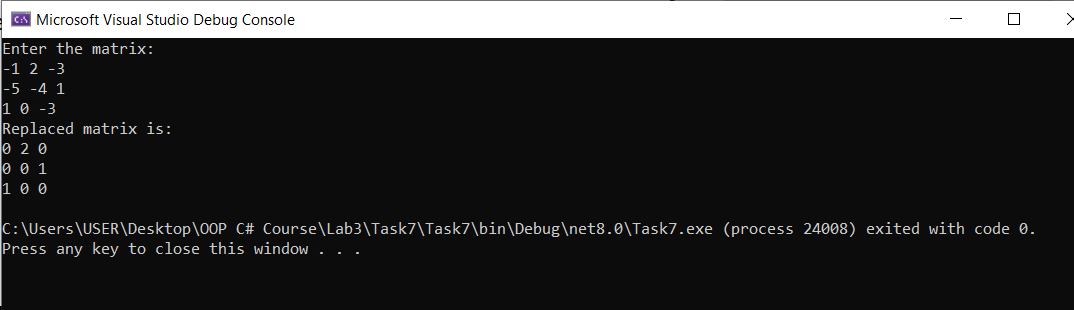 Microsoft Visual Studio Debug Console
Enter the matrix:
-1 2 -3
-5 -4 1
1 0 -3
Replaced matrix is:
0 2 0
0 0 1
1 0 0
C:\Users\USER\Desktop\OOP C# Course\Lab3\Task7\Task7\bin\Debug\net8.0\Task7.exe (process 24008) exited with code 0.
Press any key to close this window . . .